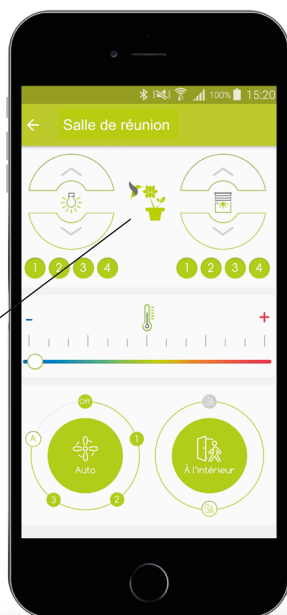 100% 15:20
Salle de réunion
1 2 3 4
1 2 3 4
- +
Off
A
1
Auto
À l'intérieur
3
2